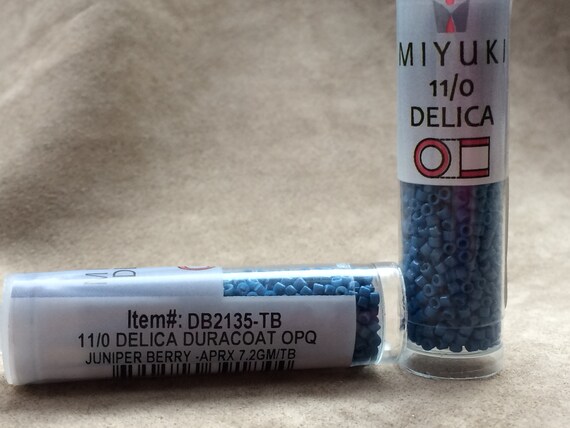 MIYUKI
11/0
DELICA
M
D
Item#: DB2135-TB
11/0 DELICA DURACOAT OPQ
JUNIPER BERRY -APRX 7.2GM/TB